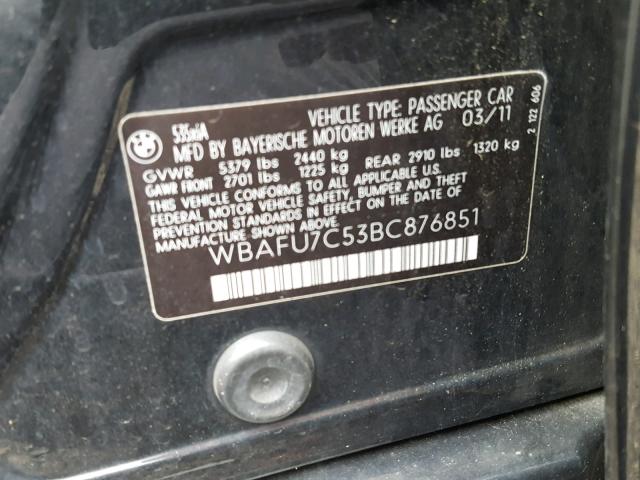 BMW
535xiA VEHICLE TYPE: PASSENGER CAR
MFD BY BAYERISCHE MOTOREN WERKE AG 03/11
GVWR 5379 lbs 2440 kg
GAWR FRONT 2701 lbs 1225 kg REAR 2910 lbs 1320 kg
THIS VEHICLE CONFORMS TO ALL APPLICABLE
FEDERAL MOTOR VEHICLE SAFETY, BUMPER AND THEFT
PREVENTION STANDARDS IN EFFECT ON THE DATE OF
MANUFACTURE SHOWN ABOVE.
WBAFU7C53BC876851
2 122 606